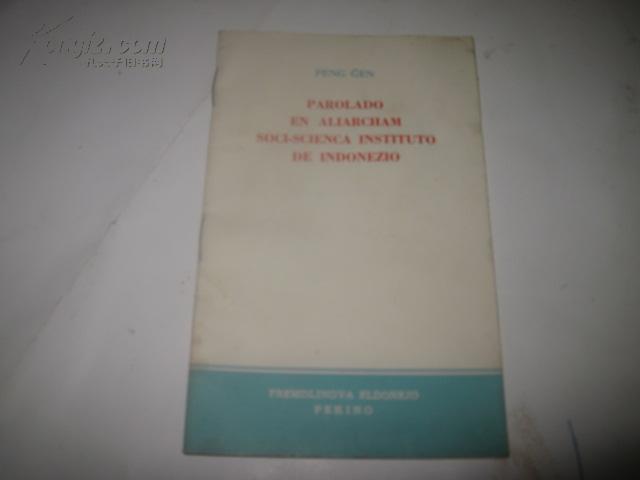 Kongfz.com
孔夫子旧书网
PENG ĈEN
PAROLADO
EN ALIARCHAM
SOCI-SCIENCA INSTITUTO
DE INDONEZIO
FREMDLINGVA ELDONEJO
PEKINO